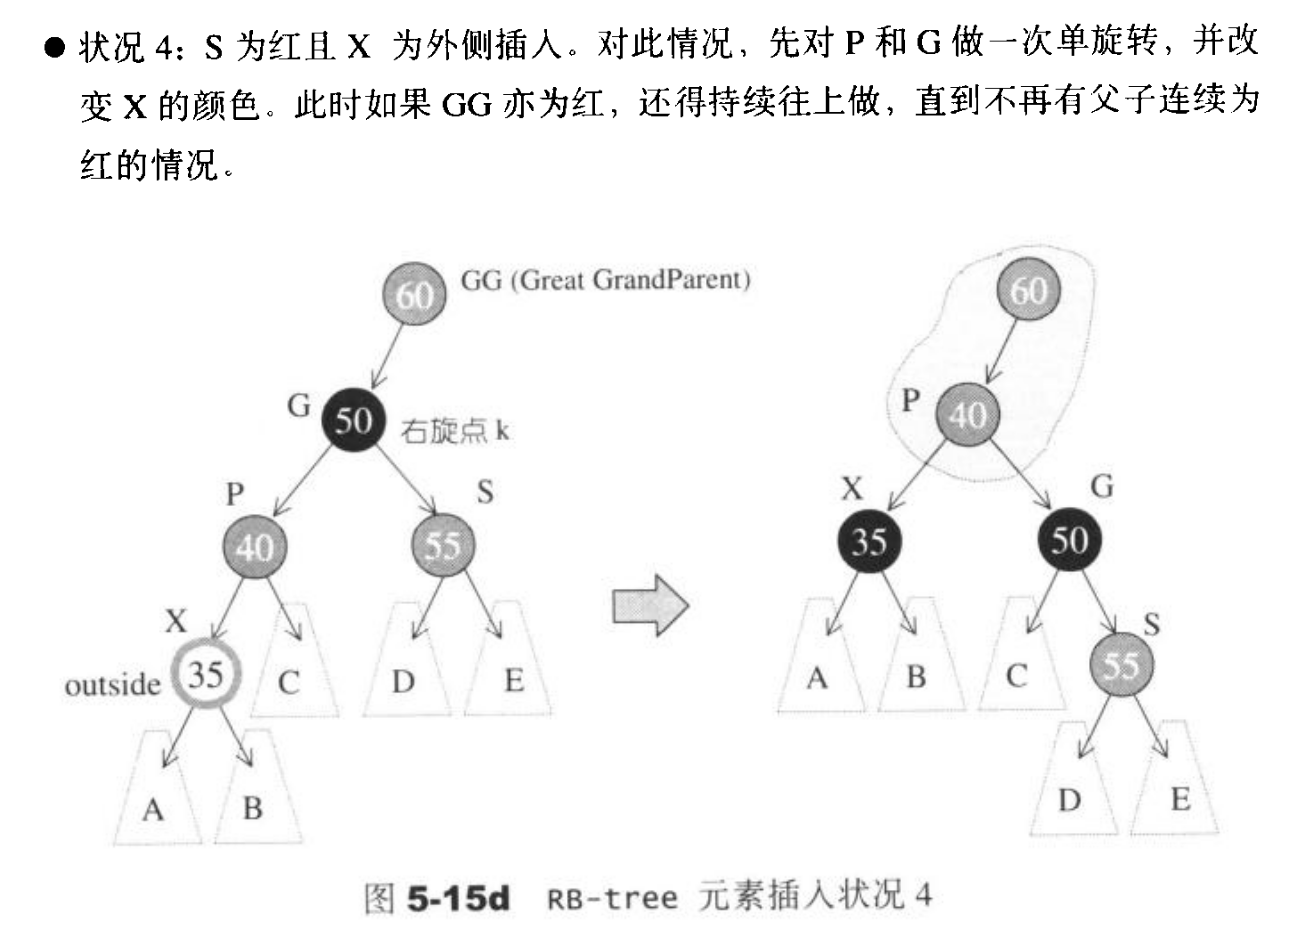 ● 状况 4：S 为红且 X 为外侧插入。对此情况，先对 P 和 G 做一次单旋转，并改
变 X 的颜色。此时如果 GG 亦为红，还得持续往上做，直到不再有父子连续为
红的情况。
60 GG (Great GrandParent)
G 50 右旋点 k
P 40
S 55
X
outside 35
C
D
E
A
B
60
P 40
X 35
G 50
A
B
C
S 55
D
E
图 5-15d RB-tree 元素插入状况 4